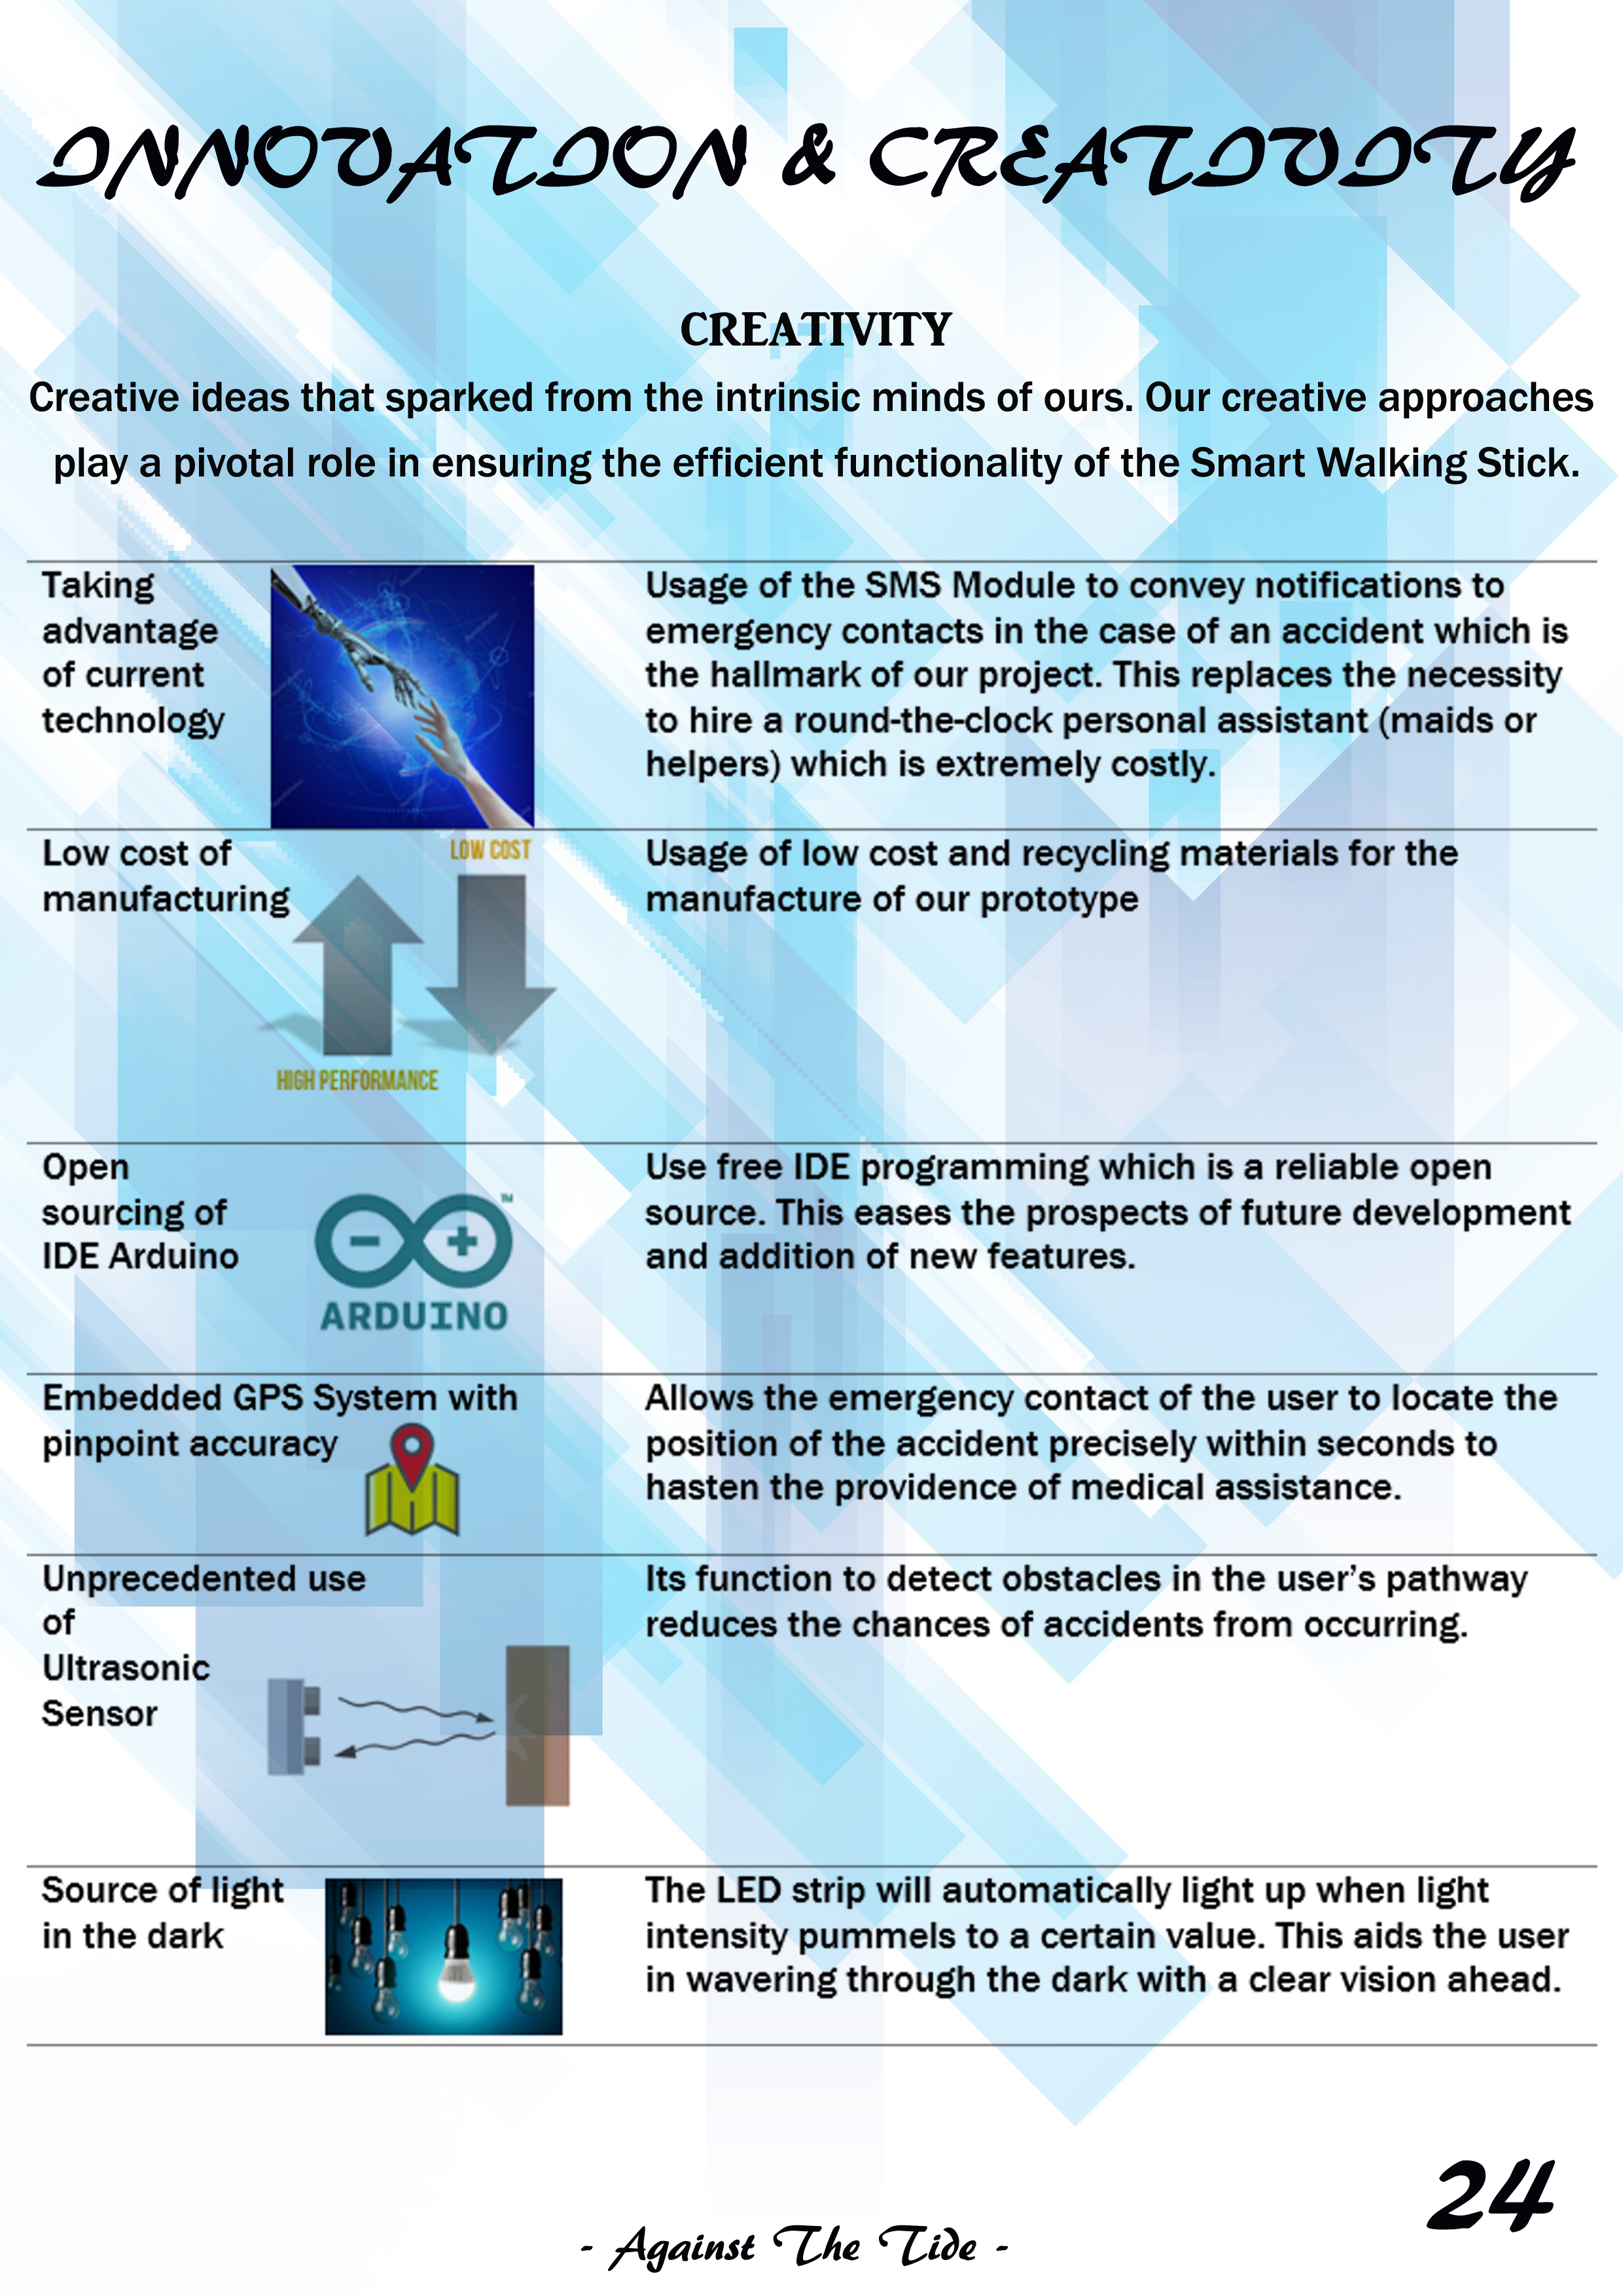 INNOVATION & CREATIVITY
CREATIVITY
Creative ideas that sparked from the intrinsic minds of ours. Our creative approaches
play a pivotal role in ensuring the efficient functionality of the Smart Walking Stick.
Taking
advantage
of current
technology
Usage of the SMS Module to convey notifications to
emergency contacts in the case of an accident which is
the hallmark of our project. This replaces the necessity
to hire a round-the-clock personal assistant (maids or
helpers) which is extremely costly.
Low cost of
manufacturing
LOW COST
HIGH PERFORMANCE
Usage of low cost and recycling materials for the
manufacture of our prototype
Open
sourcing of
IDE Arduino
TM
ARDUINO
Use free IDE programming which is a reliable open
source. This eases the prospects of future development
and addition of new features.
Embedded GPS System with
pinpoint accuracy
Allows the emergency contact of the user to locate the
position of the accident precisely within seconds to
hasten the providence of medical assistance.
Unprecedented use
of
Ultrasonic
Sensor
Its function to detect obstacles in the user’s pathway
reduces the chances of accidents from occurring.
Source of light
in the dark
The LED strip will automatically light up when light
intensity pummels to a certain value. This aids the user
in wavering through the dark with a clear vision ahead.
24
- Against The Tide -